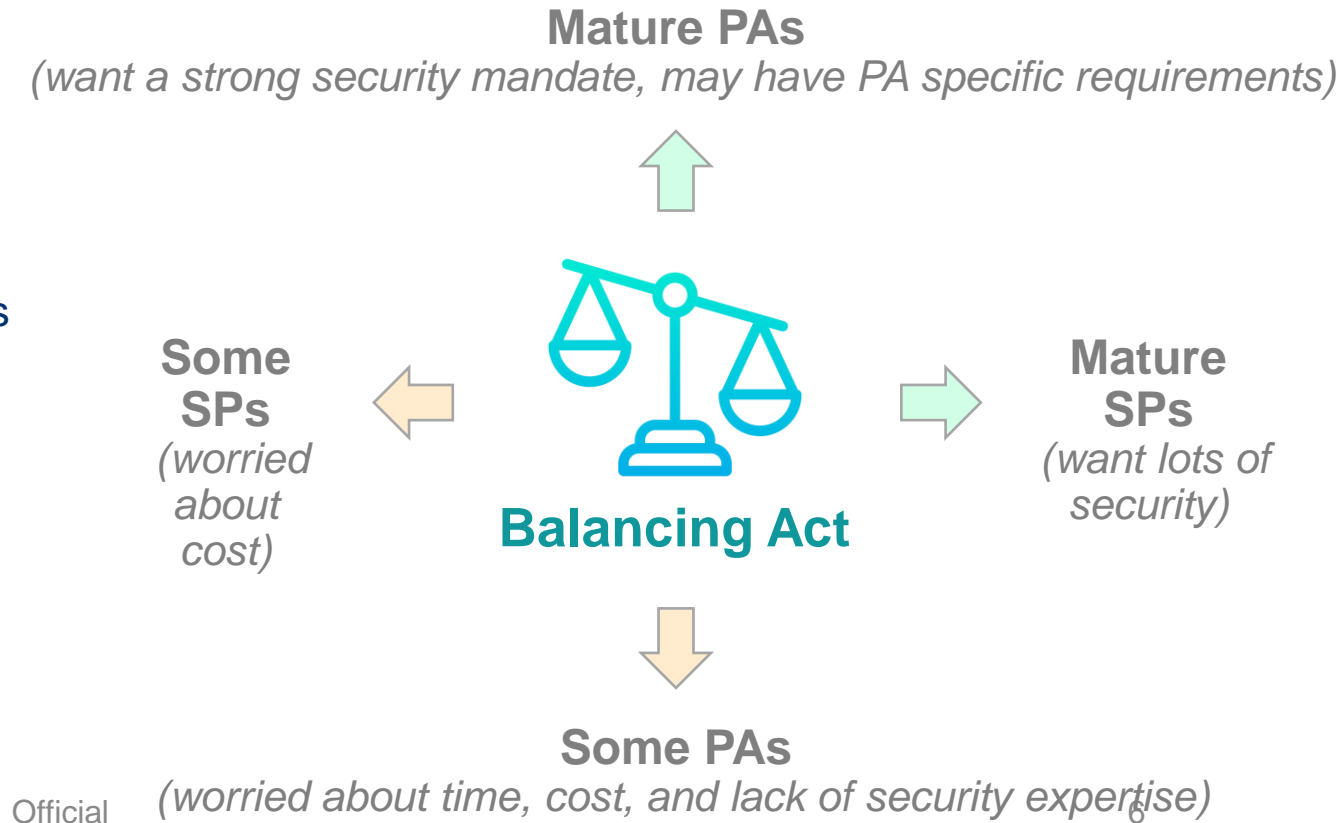 Mature PAs
(want a strong security mandate, may have PA specific requirements)
s
Some
SPs
(worried
about
cost)
Mature
SPs
(want lots of
security)
Balancing Act
Some PAs
(worried about time, cost, and lack of security expertise)
Official
6